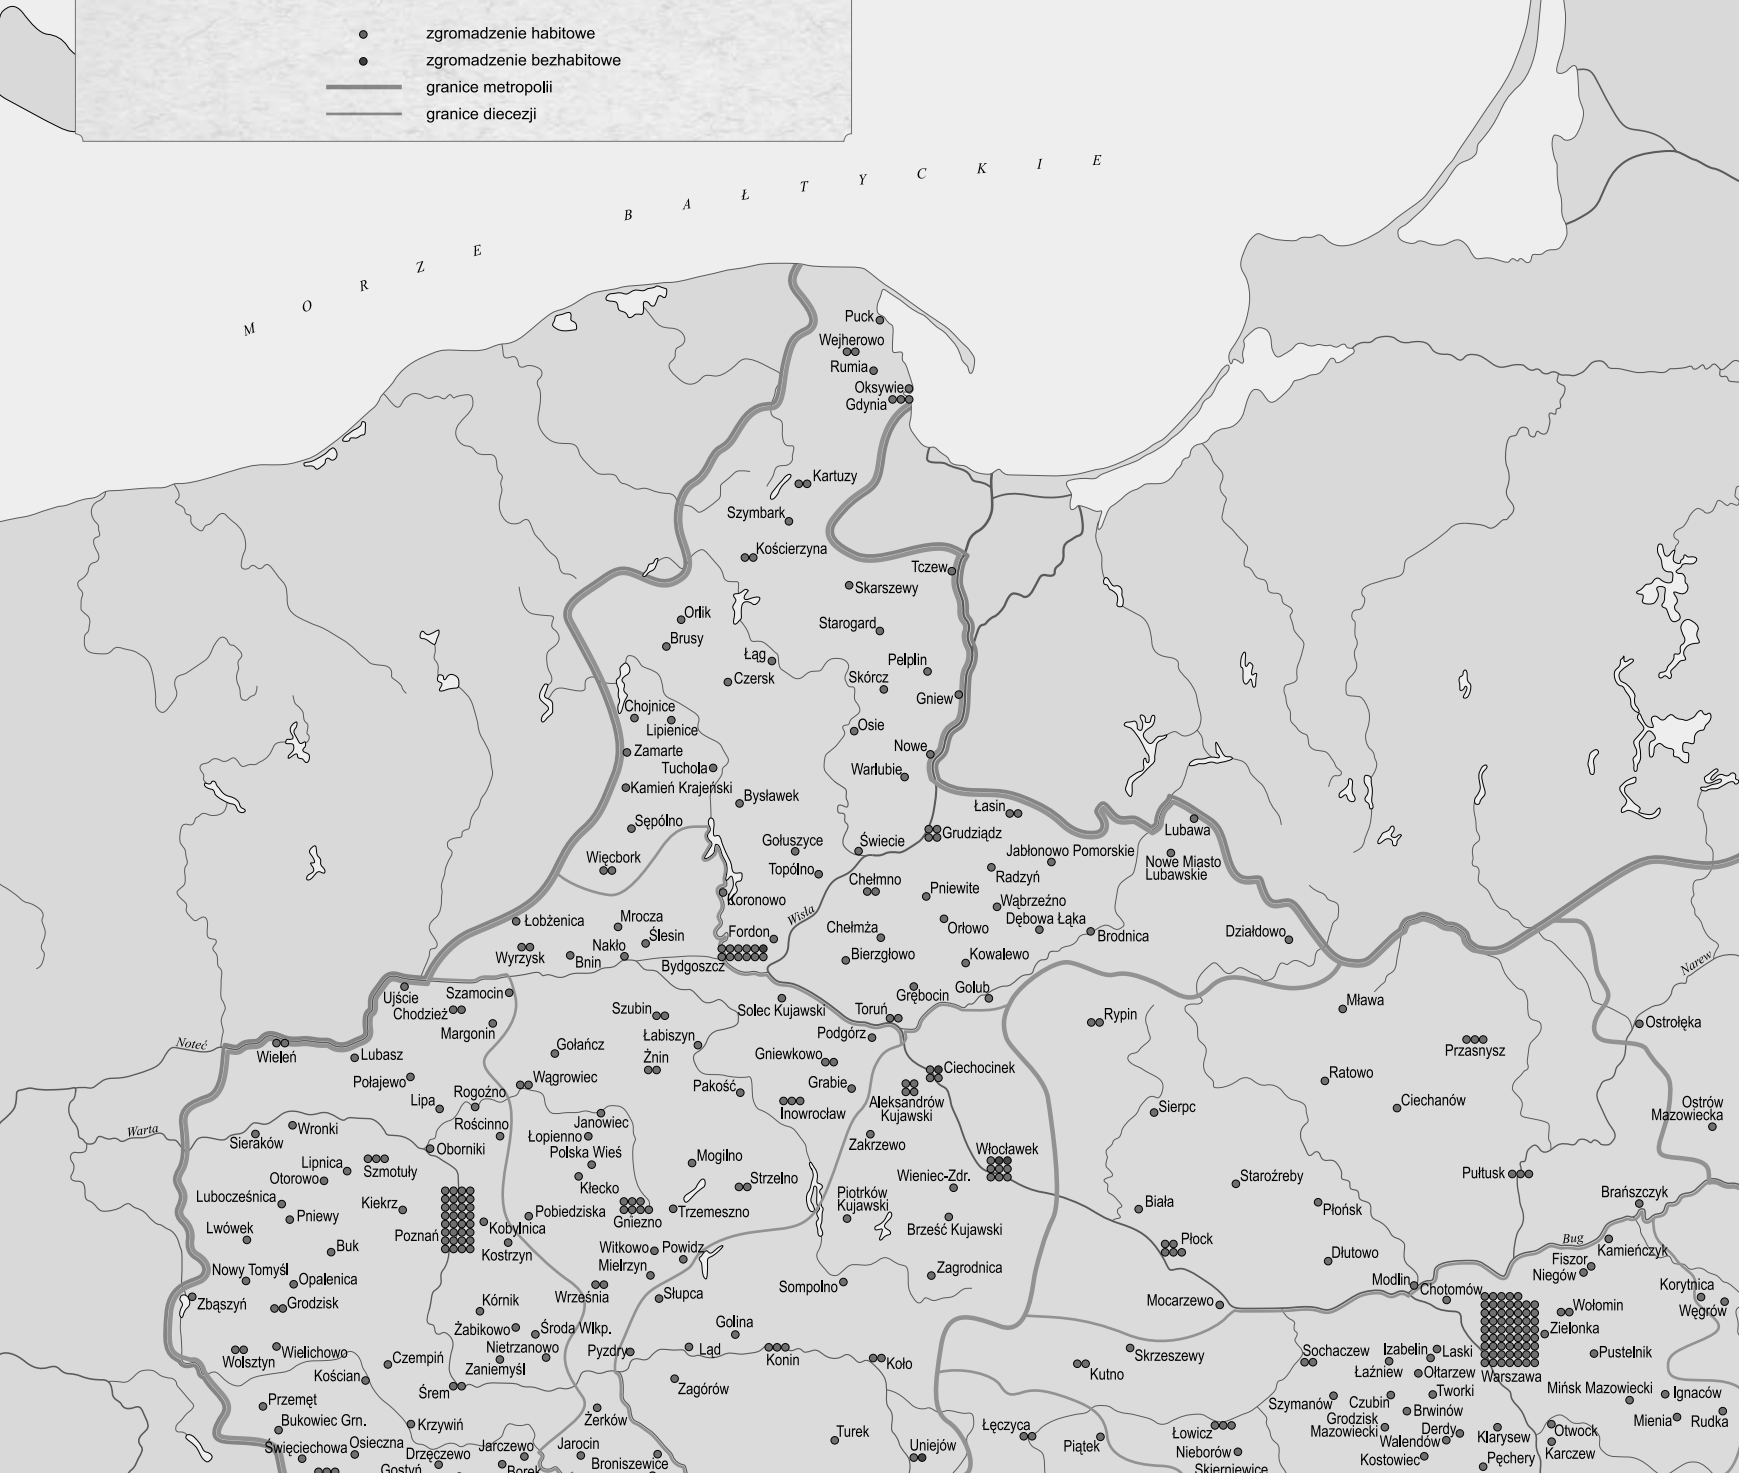 zgromadzenie habitowe
zgromadzenie bezhabitowe
granice metropolii
granice diecezji
MORZE BAŁTYCKIE
Puck
Wejherowo
Rumia
Oksywie
Gdynia
Kartuzy
Szymbark
Kościerzyna
Tczew
Skarszewy
Orlik
Starogard
Brusy
Łąg
Pelplin
Czersk
Skórcz
Gniew
Chojnice
Lipienice
Osie
Zamarte
Nowe
Tuchola
Warlubie
Kamień Krajeński
Bysławek
Łasin
Sępólno
Grudziądz
Lubawa
Gołuszyce
Świecie
Jabłonowo Pomorskie
Więcbork
Nowe Miasto
Lubawskie
Topólno
Chełmno
Radzyń
Pniewite
Koronowo
Wąbrzeźno
Wisła
Łobżenica
Mrocza
Dębowa Łąka
Ślesin
Fordon
Chełmża
Orłowo
Brodnica
Działdowo
Wyrzysk
Nakło
Bnin
Bydgoszcz
Bierzgłowo
Kowalewo
Narew
Ujście
Szamocin
Grębocin
Golub
Mława
Chodzież
Szubin
Solec Kujawski
Toruń
Rypin
Margonin
Łabiszyn
Podgórz
Ostrołęka
Noteć
Wieleń
Lubasz
Gołańcz
Żnin
Gniewkowo
Przasnysz
Ciechocinek
Połajewo
Wągrowiec
Pakość
Grabie
Ratowo
Rogoźno
Lipa
Inowrocław
Aleksandrów
Kujawski
Sierpc
Ciechanów
Ostrów
Mazowiecka
Warta
Wronki
Rościnno
Janowiec
Sieraków
Łopienno
Zakrzewo
Oborniki
Polska Wieś
Mogilno
Włocławek
Lipnica
Szmotuły
Otorowo
Strzelno
Wieniec-Zdr.
Staroźreby
Pułtusk
Kłecko
Lubocześnica
Kiekrz
Piotrków
Kujawski
Biała
Płońsk
Brańszczyk
Pniewy
Pobiedziska
Gniezno
Trzemeszno
Lwówek
Poznań
Kobylnica
Brześć Kujawski
Płock
Bug
Buk
Kostrzyn
Witkowo
Powidz
Dłutowo
Kamieńczyk
Fiszor
Nowy Tomyśl
Mielrzyn
Zagrodnica
Niegów
Opalenica
Sompolno
Modlin
Chotomów
Korytnica
Zbąszyń
Grodzisk
Kórnik
Września
Słupca
Mocarzewo
Wołomin
Węgrów
Żabikowo
Środa Wlkp.
Golina
Zielonka
Nietrzanowo
Pyzdry
Ląd
Skrzeszewy
Sochaczew
Izabelin
Laski
Pustelnik
Wolsztyn
Wielichowo
Czempiń
Zaniemyśl
Konin
Koło
Kutno
Łaźniew
Ołtarzew
Warszawa
Kościan
Śrem
Zagórów
Tworki
Mińsk Mazowiecki
Ignaców
Przemęt
Szymanów
Czubin
Brwinów
Bukowiec Grn.
Krzywiń
Żerków
Łęczyca
Grodzisk
Mazowiecki
Mienia
Rudka
Turek
Łowicz
Derdy
Klarysew
Otwock
Święciechowa
Osieczna
Jarczewo
Jarocin
Uniejów
Piątek
Nieborów
Walendów
Karczew
Drzęczewo
Broniszewice
Kostowiec
Pęchery
Gostyń
Borek
Skierniewice